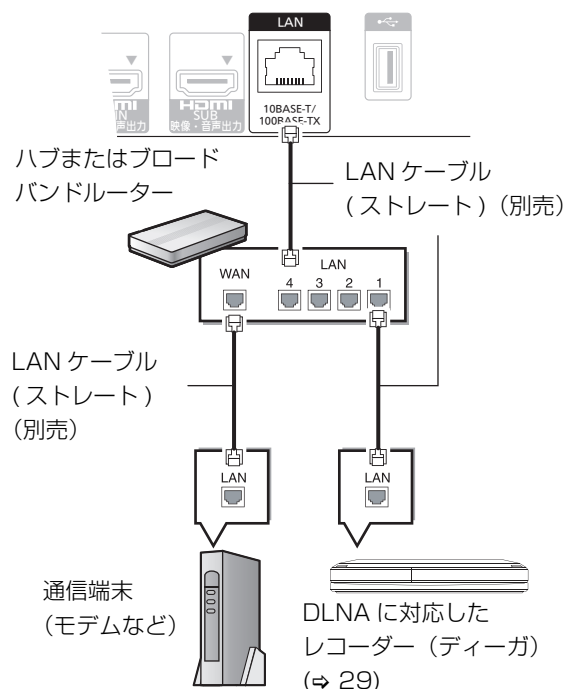 LAN
HDMI
IN
声出力
HDMI
SUB
映像・音声出力
10BASE-T/
100BASE-TX
ハブまたはブロード
バンドルーター
LAN ケーブル
( ストレート )（別売）
WAN
LAN
4 3 2 1
LAN ケーブル
( ストレート )
（別売）
LAN
LAN
通信端末
（モデムなど）
DLNA に対応した
レコーダー（ディーガ）
(⇨ 29)